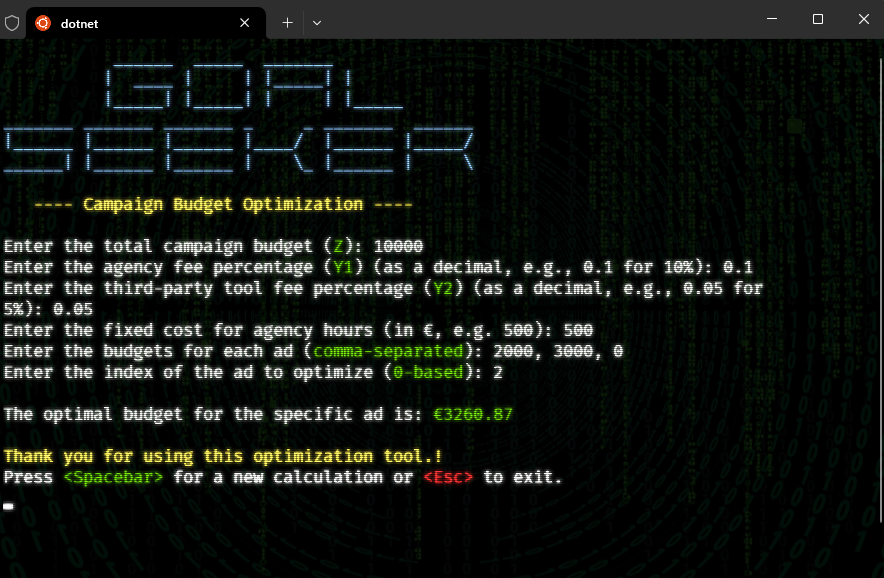 dotnet
GOAL
SEEKER
---- Campaign Budget Optimization ----
Enter the total campaign budget (Z): 10000
Enter the agency fee percentage (Y1) (as a decimal, e.g., 0.1 for 10%): 0.1
Enter the third-party tool fee percentage (Y2) (as a decimal, e.g., 0.05 for
5%): 0.05
Enter the fixed cost for agency hours (in €, e.g. 500): 500
Enter the budgets for each ad (comma-separated): 2000, 3000, 0
Enter the index of the ad to optimize (0-based): 2
The optimal budget for the specific ad is: €3260.87
Thank you for using this optimization tool.!
Press <Spacebar> for a new calculation or <Esc> to exit.